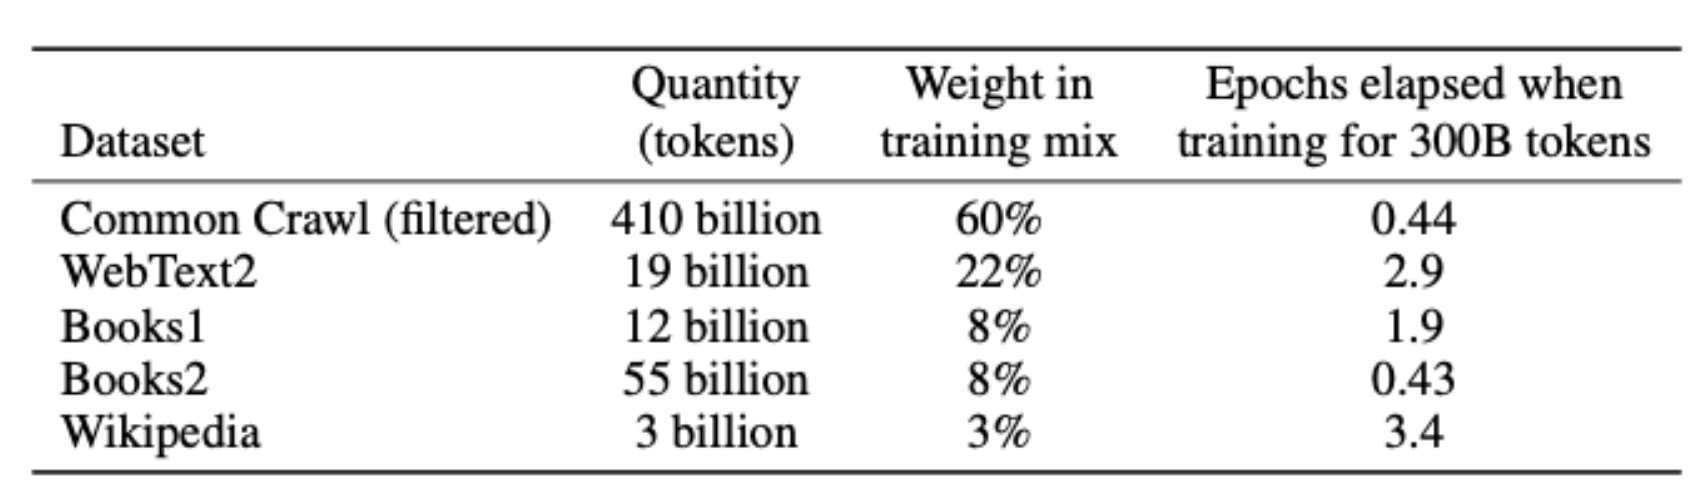 Dataset Quantity (tokens) Weight in training mix Epochs elapsed when training for 300B tokens
Common Crawl (filtered) 410 billion 60% 0.44
WebText2 19 billion 22% 2.9
Books1 12 billion 8% 1.9
Books2 55 billion 8% 0.43
Wikipedia 3 billion 3% 3.4